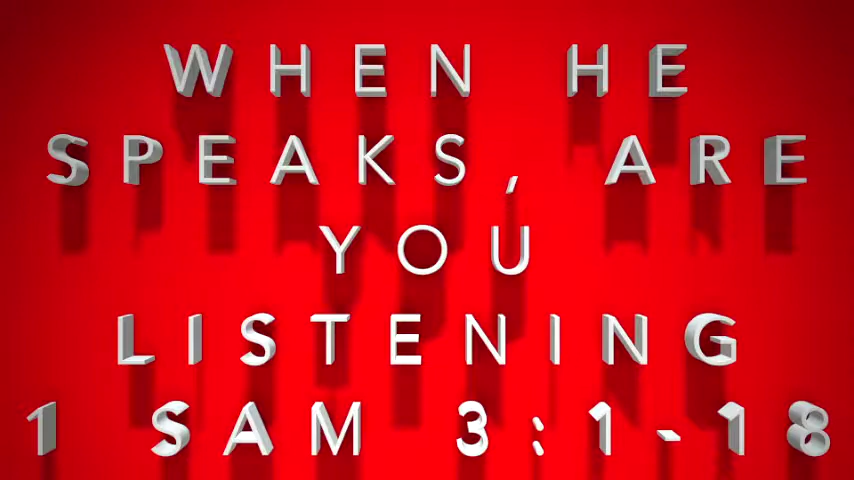 WHEN HE
SPEAKS, ARE
YOU
LISTENING
1 SAM 3:1-18